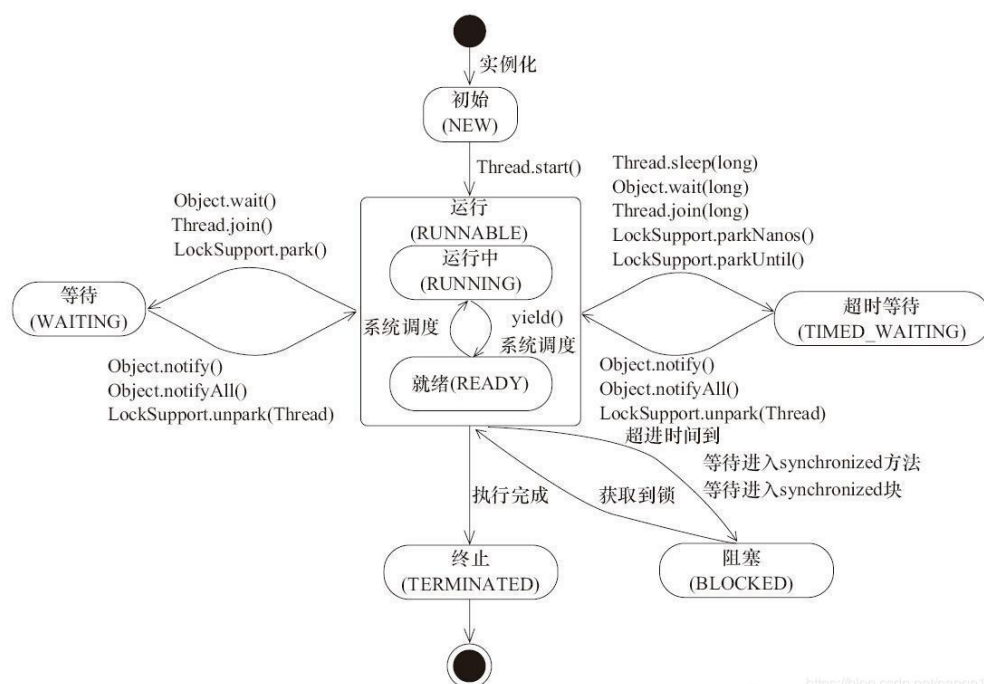 实例化
初始
(NEW)
Thread.start()
Object.wait()
Thread.join()
LockSupport.park()
运行
(RUNNABLE)
运行中
(RUNNING)
系统调度
yield()
系统调度
就绪(READY)
Thread.sleep(long)
Object.wait(long)
Thread.join(long)
LockSupport.parkNanos()
LockSupport.parkUntil()
等待
(WAITING)
超时等待
(TIMED_WAITING)
Object.notify()
Object.notifyAll()
LockSupport.unpark(Thread)
Object.notify()
Object.notifyAll()
LockSupport.unpark(Thread)
超进时间到
等待进入synchronized方法
等待进入synchronized块
执行完成
获取到锁
终止
(TERMINATED)
阻塞
(BLOCKED)